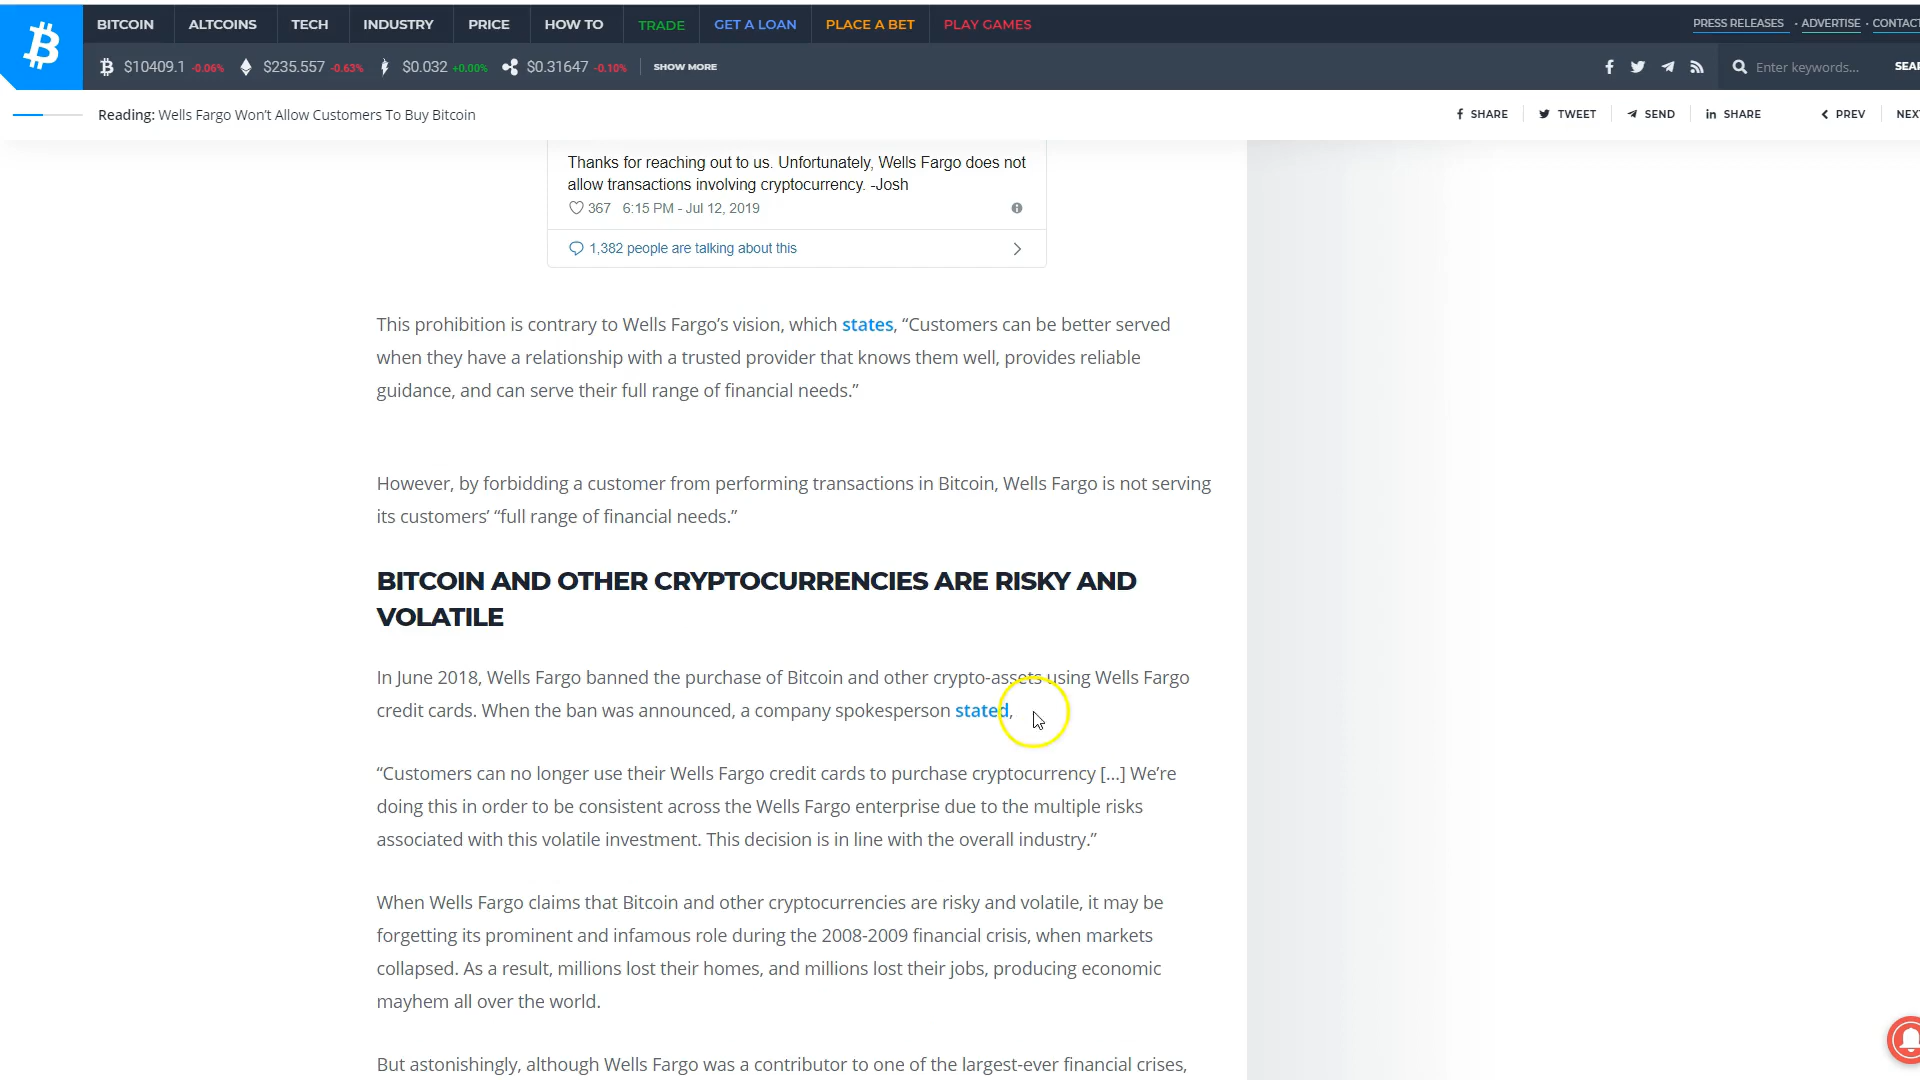 BITCOIN ALTCOINS TECH INDUSTRY PRICE HOW TO TRADE GET A LOAN PLACE A BET PLAY GAMES PRESS RELEASES · ADVERTISE · CONTACT
$10409.1 -0.06% $235.557 -0.63% $0.032 +0.00% $0.31647 -0.10% SHOW MORE Enter keywords... SEAR
Reading: Wells Fargo Won’t Allow Customers To Buy Bitcoin SHARE TWEET SEND SHARE PREV NEXT
Thanks for reaching out to us. Unfortunately, Wells Fargo does not
allow transactions involving cryptocurrency. -Josh
367 6:15 PM - Jul 12, 2019
1,382 people are talking about this
This prohibition is contrary to Wells Fargo’s vision, which states, “Customers can be better served
when they have a relationship with a trusted provider that knows them well, provides reliable
guidance, and can serve their full range of financial needs.”
However, by forbidding a customer from performing transactions in Bitcoin, Wells Fargo is not serving
its customers’ “full range of financial needs.”
BITCOIN AND OTHER CRYPTOCURRENCIES ARE RISKY AND
VOLATILE
In June 2018, Wells Fargo banned the purchase of Bitcoin and other crypto-assets using Wells Fargo
credit cards. When the ban was announced, a company spokesperson stated,
“Customers can no longer use their Wells Fargo credit cards to purchase cryptocurrency [...] We’re
doing this in order to be consistent across the Wells Fargo enterprise due to the multiple risks
associated with this volatile investment. This decision is in line with the overall industry.”
When Wells Fargo claims that Bitcoin and other cryptocurrencies are risky and volatile, it may be
forgetting its prominent and infamous role during the 2008-2009 financial crisis, when markets
collapsed. As a result, millions lost their homes, and millions lost their jobs, producing economic
mayhem all over the world.
But astonishingly, although Wells Fargo was a contributor to one of the largest-ever financial crises,